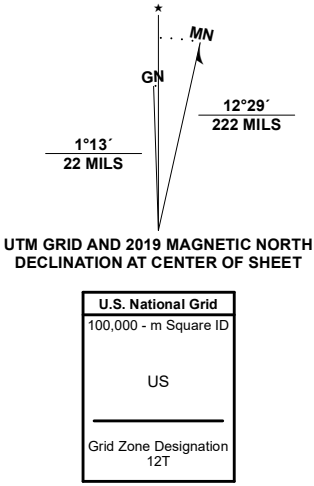 ★
MN
GN
12°29´
222 MILS
1°13´
22 MILS
UTM GRID AND 2019 MAGNETIC NORTH
DECLINATION AT CENTER OF SHEET
U.S. National Grid
100,000 - m Square ID
US
Grid Zone Designation
12T